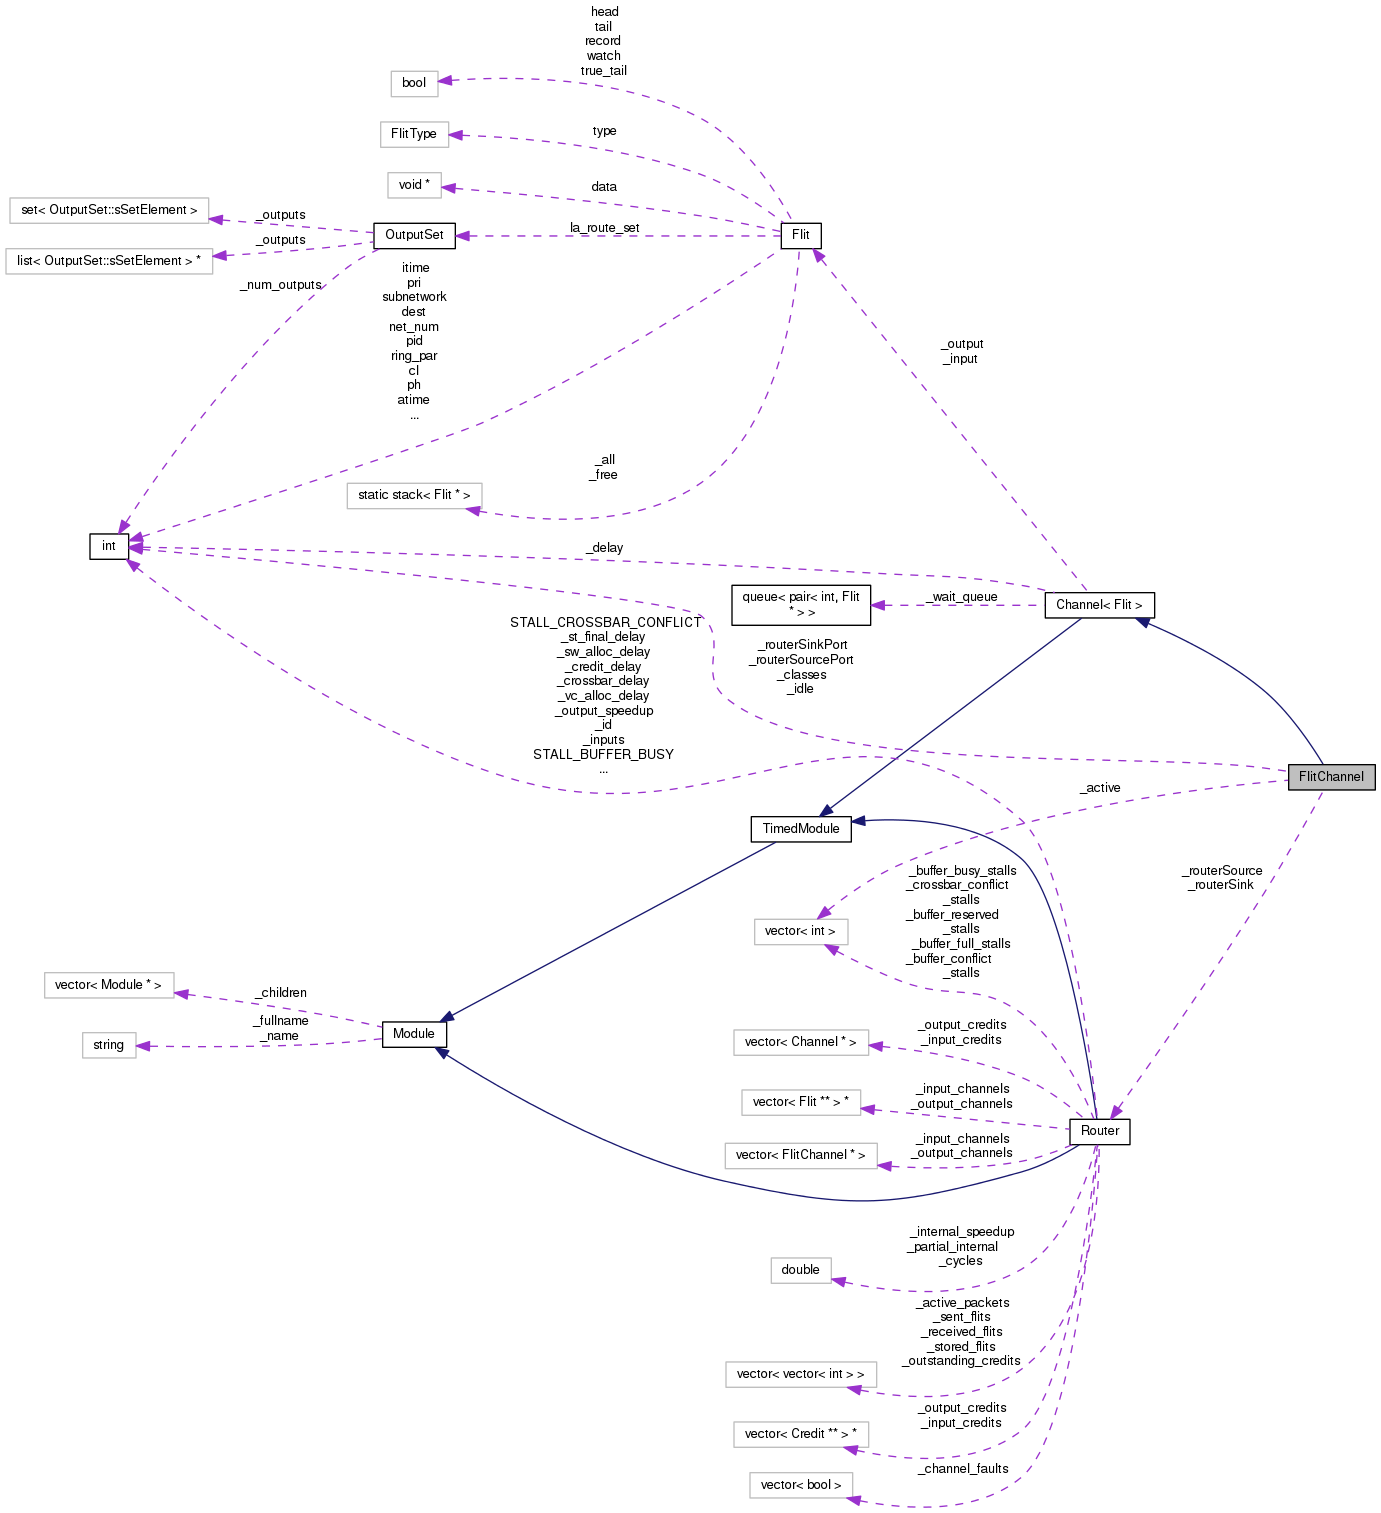 head
tail
record
watch
true_tail
bool
FlitType
type
void *
data
set< OutputSet::sSetElement >
_outputs
OutputSet
la_route_set
Flit
list< OutputSet::sSetElement > *
_outputs
_num_outputs
itime
pri
subnetwork
dest
net_num
pid
ring_par
cl
ph
atime
...
_output
_input
_all
_free
static stack< Flit * >
int
_delay
queue< pair< int, Flit
* > >
_wait_queue
Channel< Flit >
STALL_CROSSBAR_CONFLICT
_st_final_delay
_sw_alloc_delay
_credit_delay
_crossbar_delay
_vc_alloc_delay
_output_speedup
_id
_inputs
STALL_BUFFER_BUSY
...
_routerSinkPort
_routerSourcePort
_classes
_idle
FlitChannel
_active
TimedModule
_routerSource
_routerSink
_buffer_busy_stalls
_crossbar_conflict
_stalls
_buffer_reserved
_stalls
_buffer_full_stalls
_buffer_conflict
_stalls
vector< int >
vector< Module * >
_children
string
_fullname
_name
Module
vector< Channel * >
_output_credits
_input_credits
vector< Flit ** > *
_input_channels
_output_channels
Router
vector< FlitChannel * >
_input_channels
_output_channels
_internal_speedup
_partial_internal
_cycles
double
_active_packets
_sent_flits
_received_flits
_stored_flits
_outstanding_credits
vector< vector< int > >
_output_credits
_input_credits
vector< Credit ** > *
_channel_faults
vector< bool >